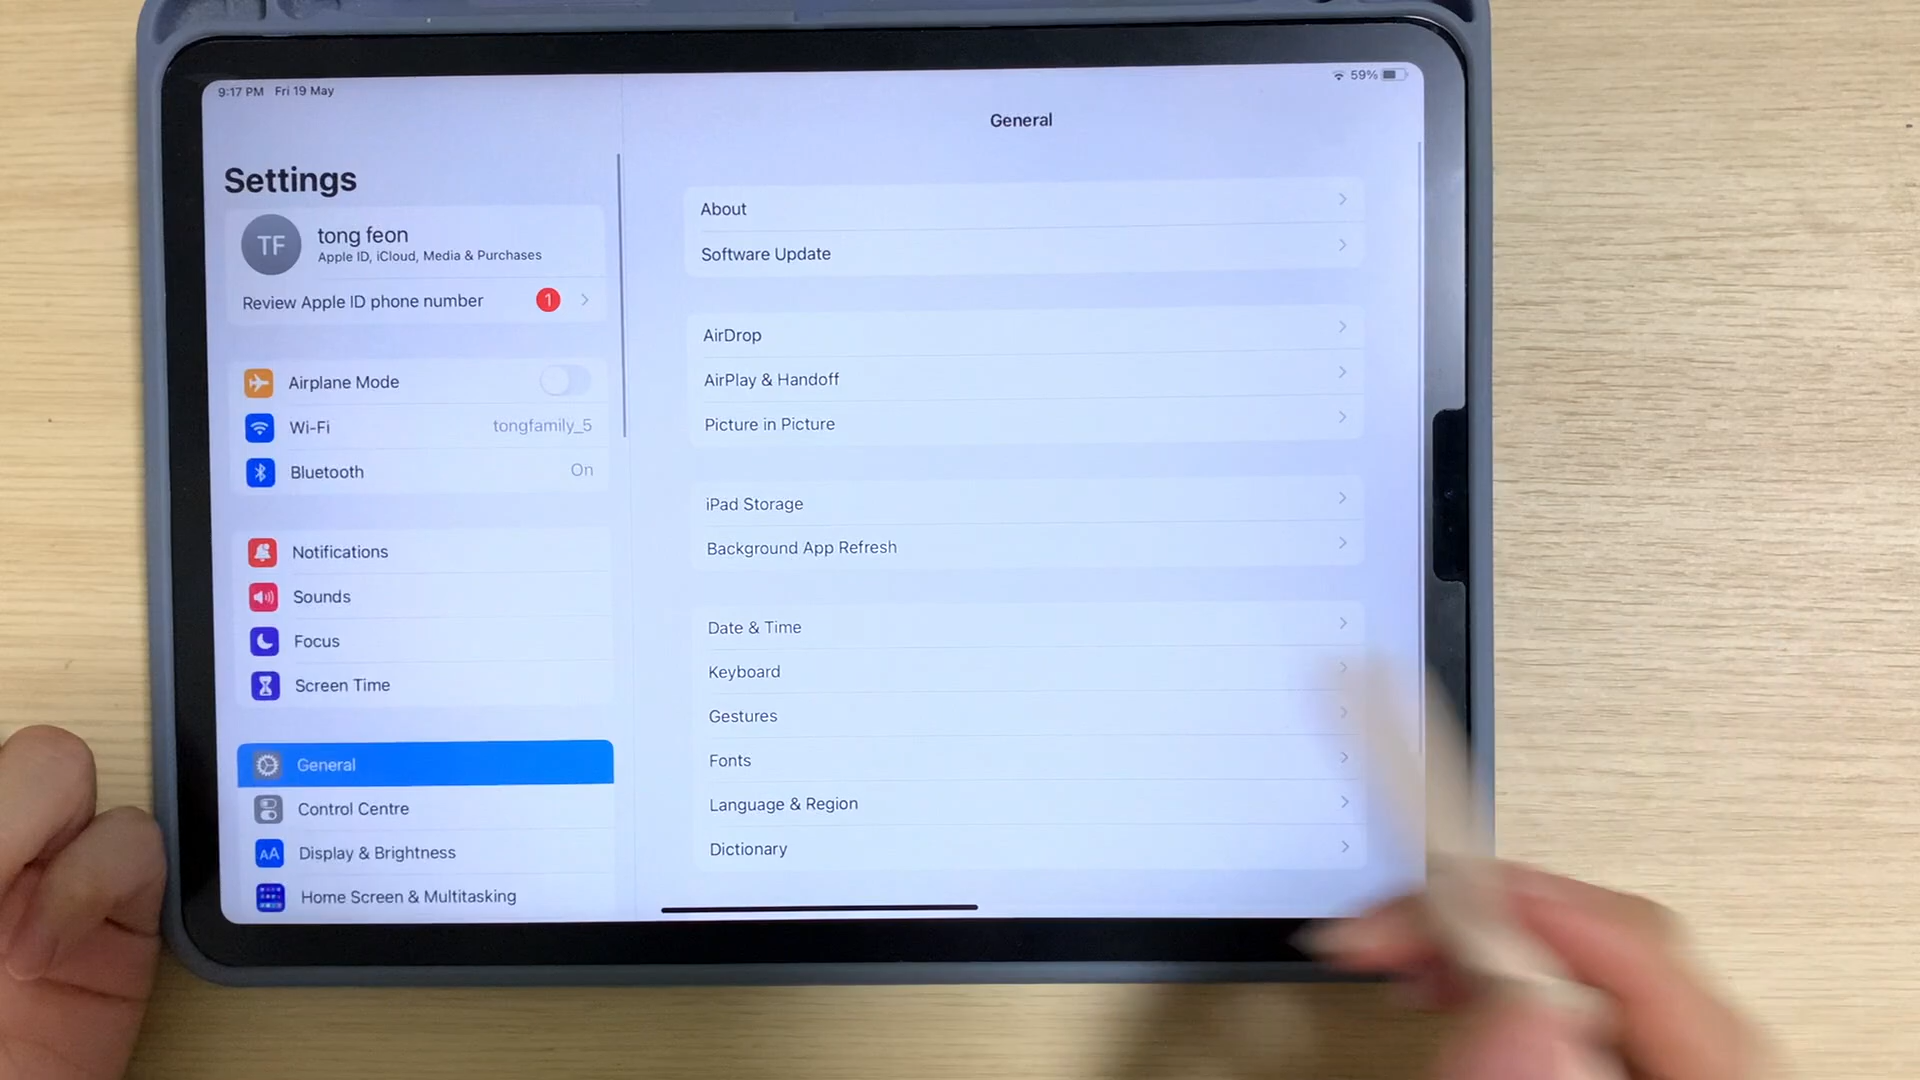 9:17 PM Fri 19 May
59%
General
Settings
TF
tong feon
Apple ID, iCloud, Media & Purchases
Review Apple ID phone number 1
Airplane Mode
Wi-Fi tongfamily_5
Bluetooth On
Notifications
Sounds
Focus
Screen Time
General
Control Centre
AA Display & Brightness
Home Screen & Multitasking
About
Software Update
AirDrop
AirPlay & Handoff
Picture in Picture
iPad Storage
Background App Refresh
Date & Time
Keyboard
Gestures
Fonts
Language & Region
Dictionary